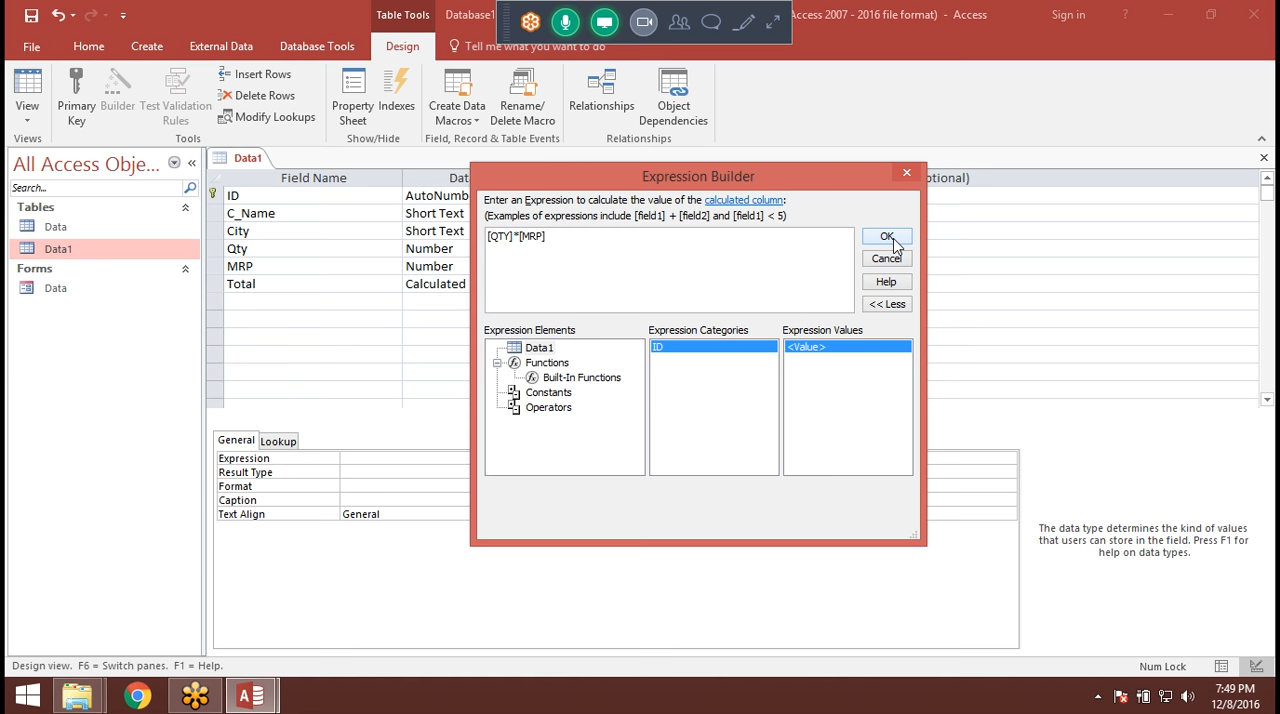 Table Tools
Database1
Access 2007 - 2016 file format) - Access
Sign in
?
File
Home
Create
External Data
Database Tools
Design
Tell me what you want to do
View
Primary Key
Builder
Test Validation Rules
Insert Rows
Delete Rows
Modify Lookups
Property Sheet
Indexes
Create Data Macros
Rename/ Delete Macro
Relationships
Object Dependencies
Views
Tools
Show/Hide
Field, Record & Table Events
Relationships
All Access Obje...
Search...
Tables
Data
Data1
Forms
Data
Data1
Field Name
Dat
tional)
ID
AutoNumb
C_Name
Short Text
City
Short Text
Qty
Number
MRP
Number
Total
Calculated
Expression Builder
Enter an Expression to calculate the value of the calculated column:
(Examples of expressions include [field1] + [field2] and [field1] < 5)
[QTY]*[MRP]
OK
Cancel
Help
<< Less
Expression Elements
Expression Categories
Expression Values
Data1
Functions
Built-In Functions
Constants
Operators
ID
<Value>
General
Lookup
Expression
Result Type
Format
Caption
Text Align
General
The data type determines the kind of values
that users can store in the field. Press F1 for
help on data types.
Design view. F6 = Switch panes. F1 = Help.
Num Lock
7:49 PM
12/8/2016